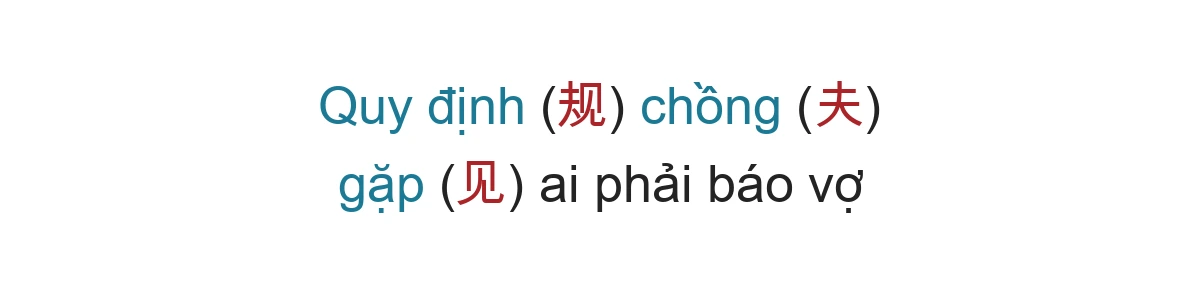 Quy định (规) chồng (夫)
gặp (见) ai phải báo vợ